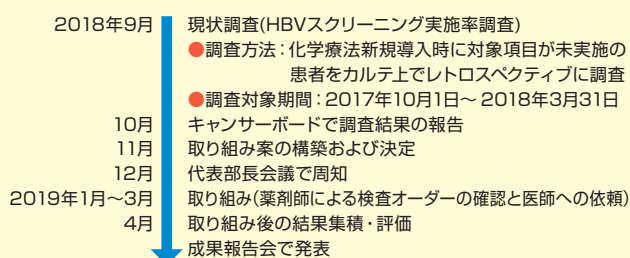 2018年9月 現状調査(HBVスクリーニング実施率調査)
●調査方法：化学療法新規導入時に対象項目が未実施の
患者をカルテ上でレトロスペクティブに調査
●調査対象期間：2017年10月1日～2018年3月31日
10月 キャンサーボードで調査結果の報告
11月 取り組み案の構築および決定
12月 代表部長会議で周知
2019年1月～3月 取り組み（薬剤師による検査オーダーの確認と医師への依頼）
4月 取り組み後の結果集積・評価
成果報告会で発表